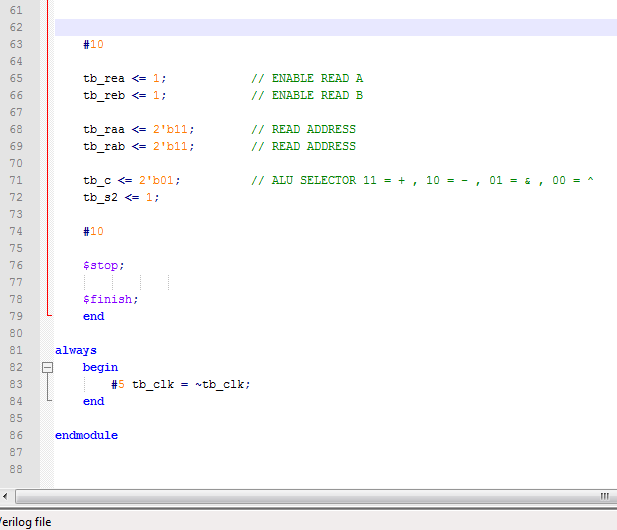 61
62
63 #10
64
65 tb_rea <= 1; // ENABLE READ A
66 tb_reb <= 1; // ENABLE READ B
67
68 tb_raa <= 2'b11; // READ ADDRESS
69 tb_rab <= 2'b11; // READ ADDRESS
70
71 tb_c <= 2'b01; // ALU SELECTOR 11 = + , 10 = - , 01 = & , 00 = ^
72 tb_s2 <= 1;
73
74 #10
75
76 $stop;
77
78 $finish;
79 end
80
81 always
82 begin
83 #5 tb_clk = ~tb_clk;
84 end
85
86 endmodule
87
88
erilog file